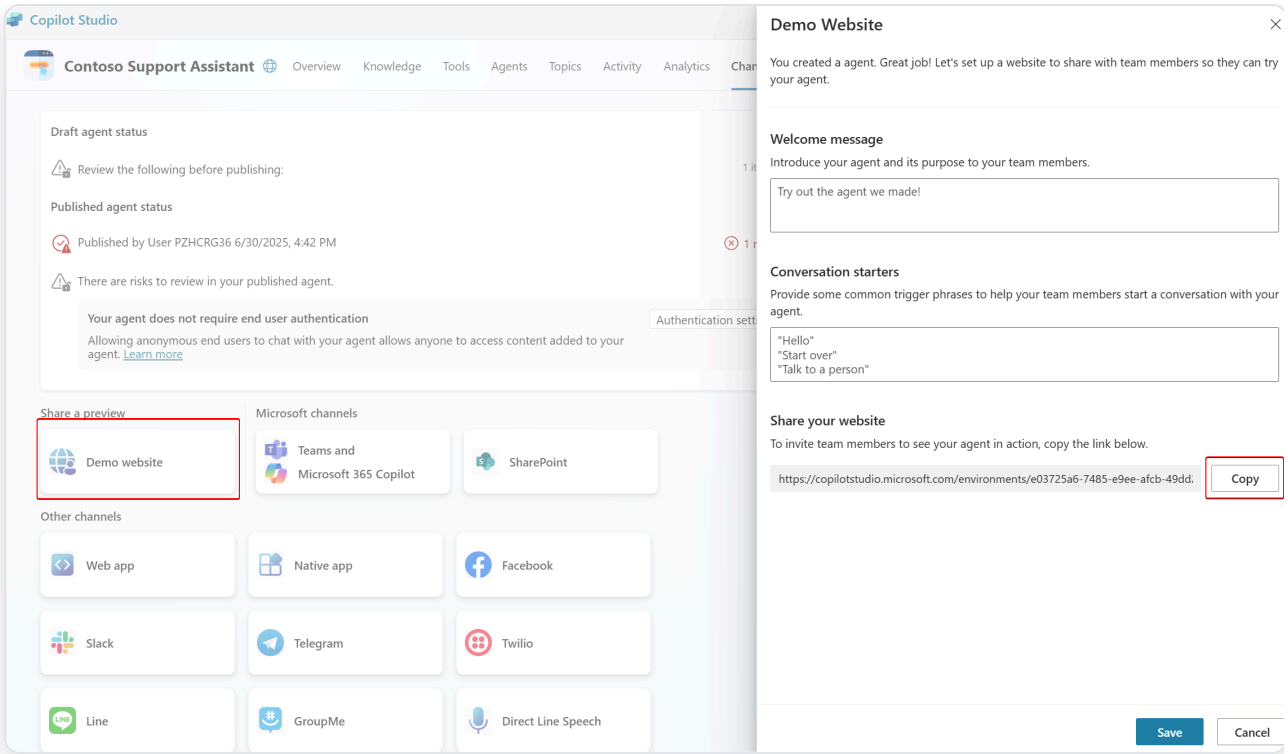 Copilot Studio
Contoso Support Assistant
Overview
Knowledge
Tools
Agents
Topics
Activity
Analytics
Chan
Draft agent status
Review the following before publishing:
1 it
Published agent status
Published by User PZHCRG36 6/30/2025, 4:42 PM
1 r
There are risks to review in your published agent.
Your agent does not require end user authentication
Authentication setti
Allowing anonymous end users to chat with your agent allows anyone to access content added to your
agent. Learn more
Share a preview
Demo website
Microsoft channels
Teams and
Microsoft 365 Copilot
SharePoint
Other channels
Web app
Native app
Facebook
Slack
Telegram
Twilio
LINE
Line
#
GroupMe
Direct Line Speech
Demo Website
You created a agent. Great job! Let's set up a website to share with team members so they can try
your agent.
Welcome message
Introduce your agent and its purpose to your team members.
Try out the agent we made!
Conversation starters
Provide some common trigger phrases to help your team members start a conversation with your
agent.
"Hello"
"Start over"
"Talk to a person"
Share your website
To invite team members to see your agent in action, copy the link below.
https://copilotstudio.microsoft.com/environments/e03725a6-7485-e9ee-afcb-49dd
Copy
Save
Cancel